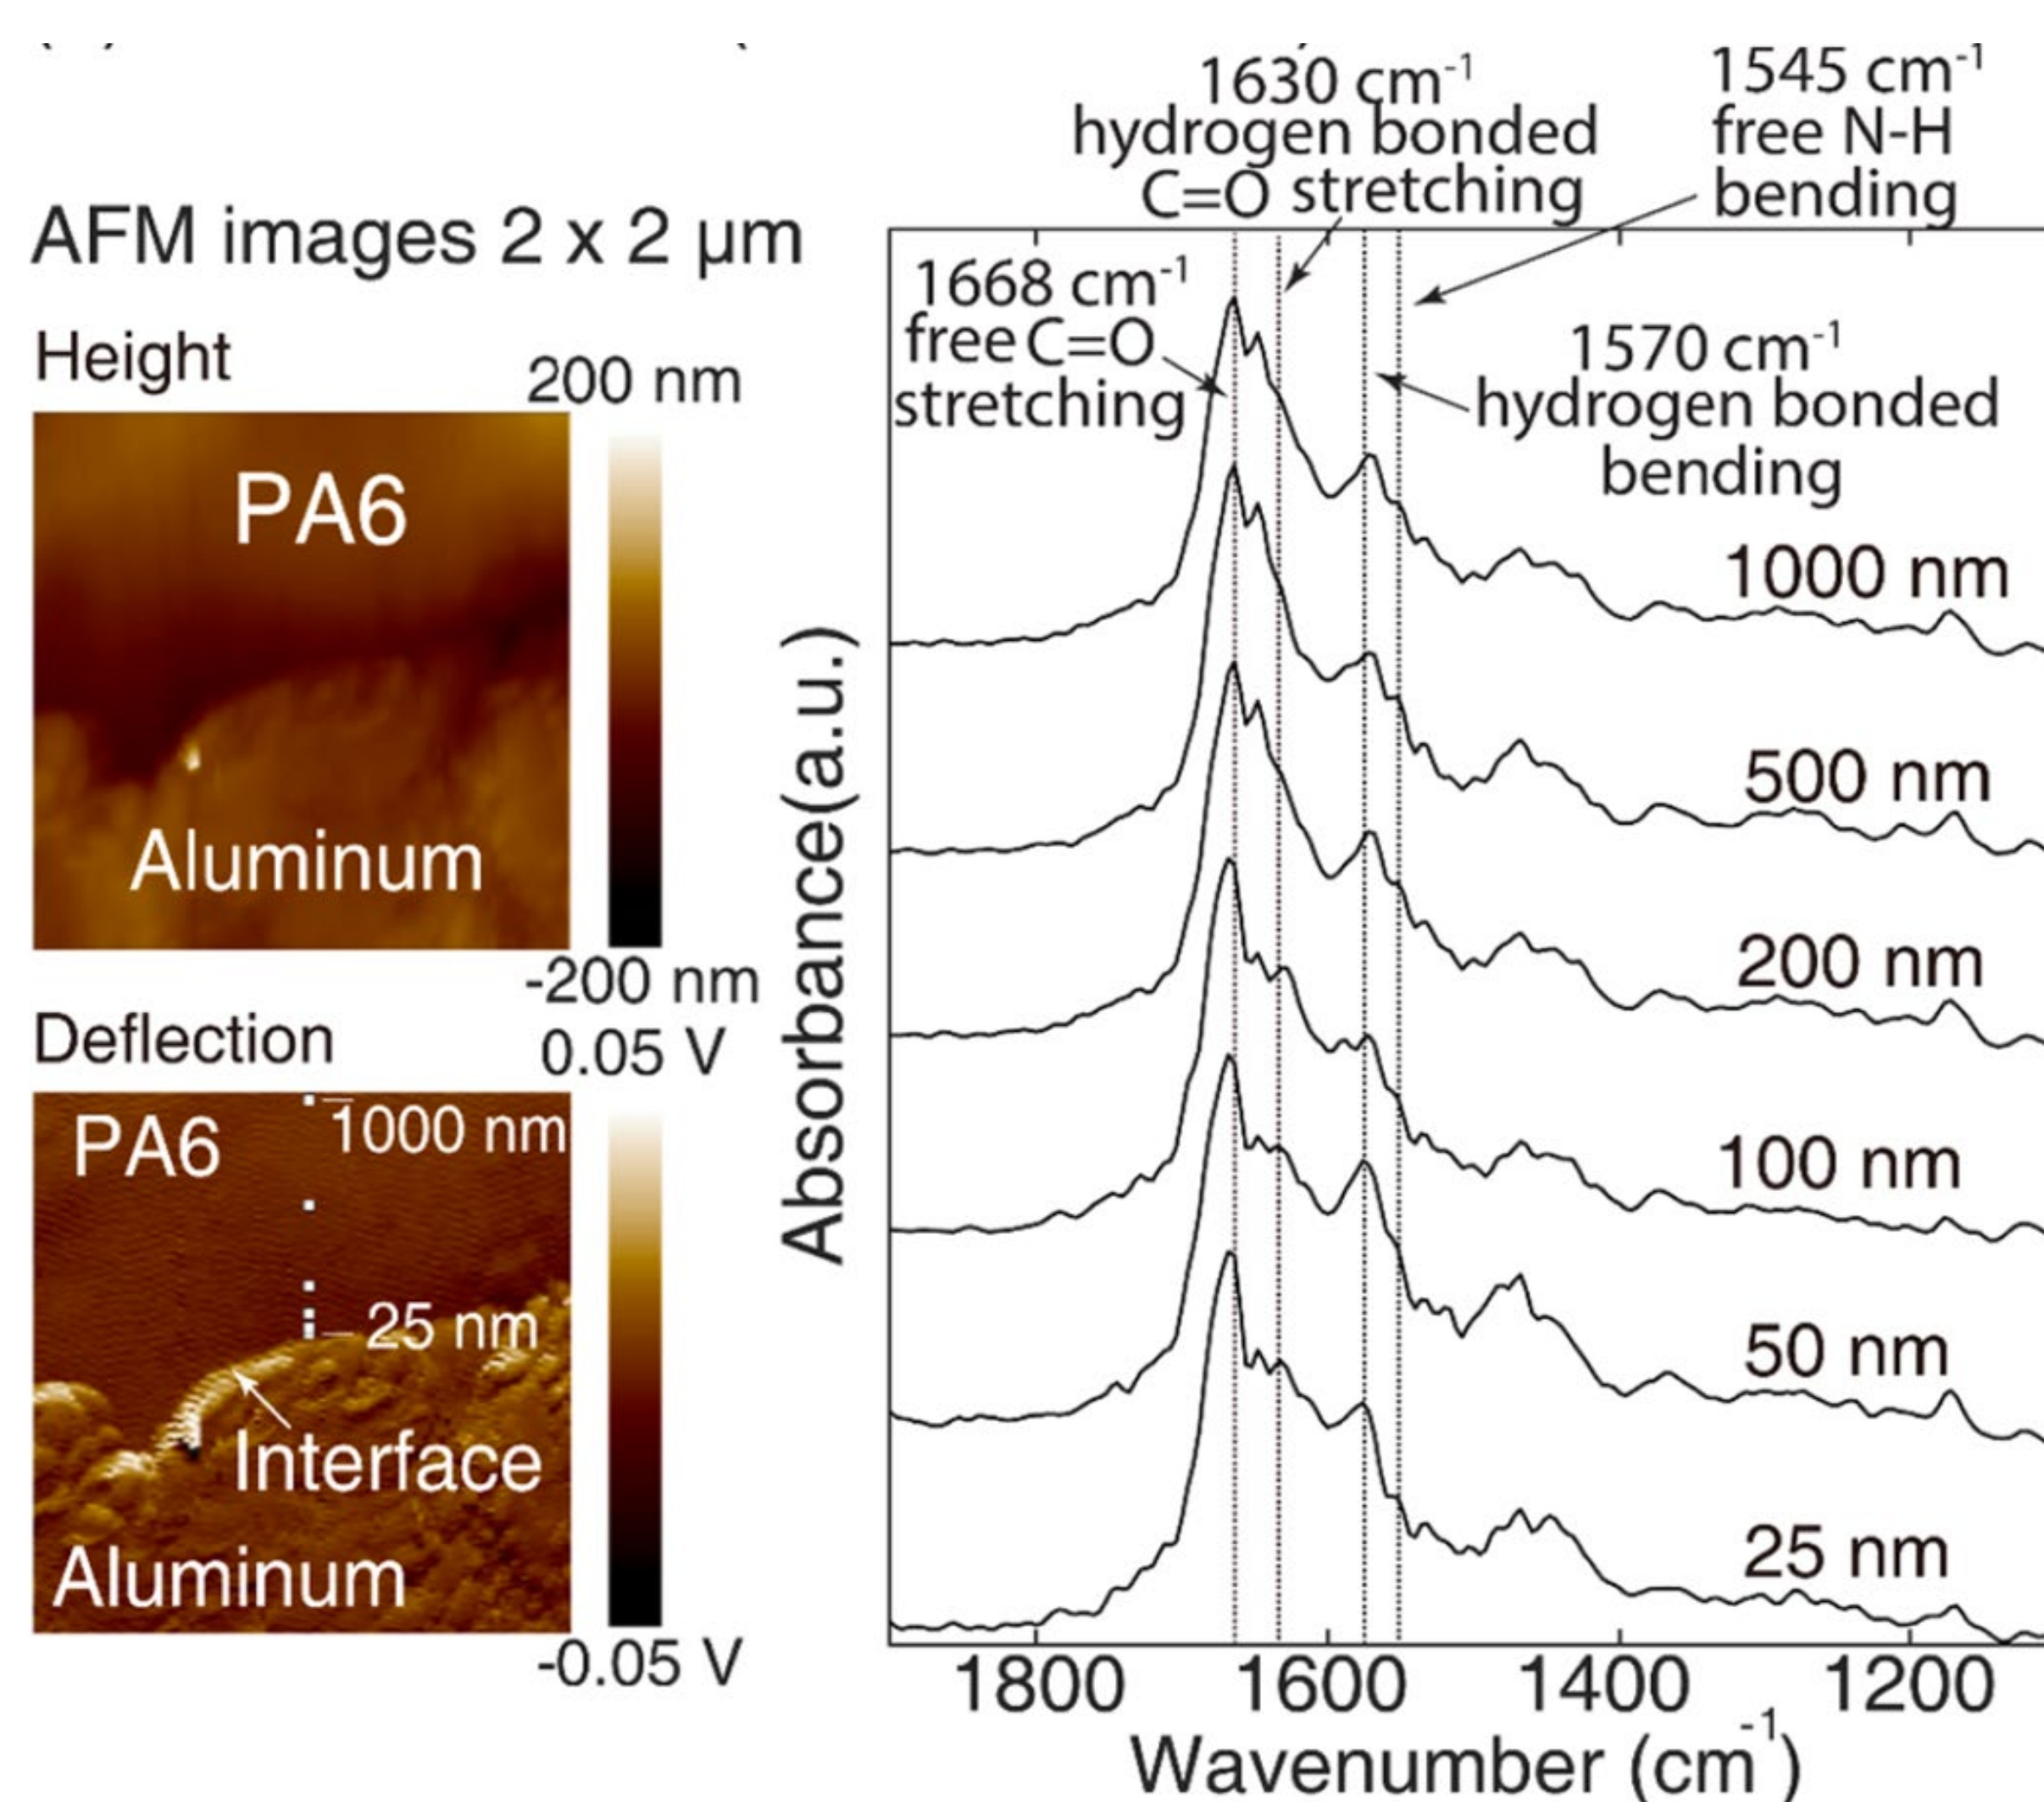 AFM images 2 x 2 µm
Height
200 nm
PA6
Aluminum
-200 nm
Deflection
0.05 V
PA6
1000 nm
25 nm
Interface
Aluminum
-0.05 V
1630 cm⁻¹
hydrogen bonded
C=O stretching
1545 cm⁻¹
free N-H
bending
1668 cm⁻¹
free C=O
stretching
1570 cm⁻¹
hydrogen bonded
bending
1000 nm
500 nm
200 nm
100 nm
50 nm
25 nm
Absorbance(a.u.)
1800 1600 1400 1200
Wavenumber (cm⁻¹)